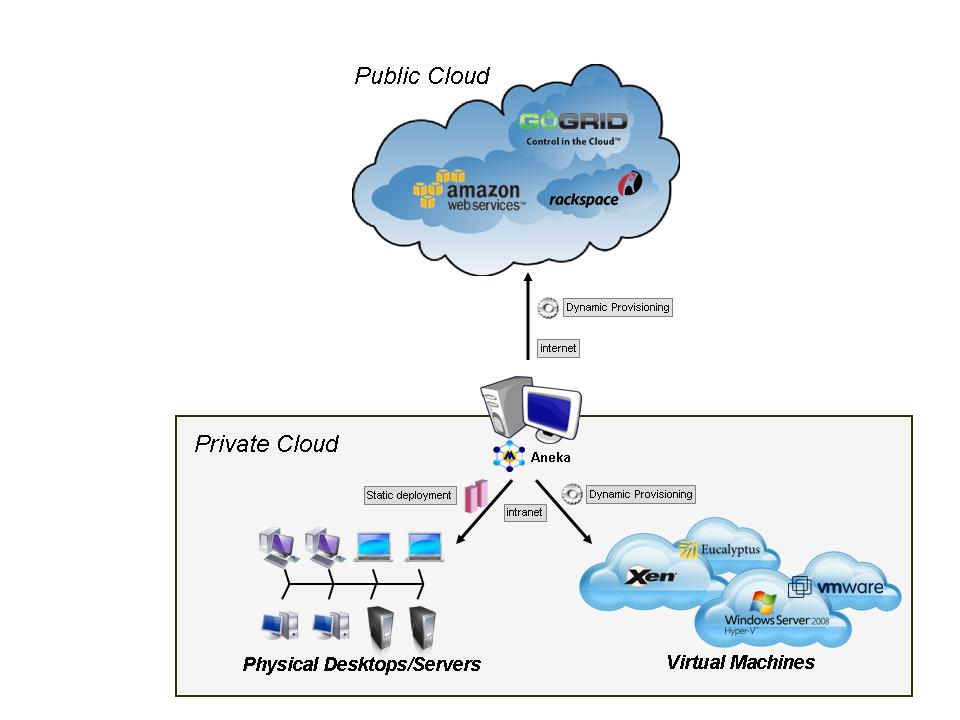 Public Cloud
GOGRID
Control in the Cloud™
amazon
webservices™
rackspace
Dynamic Provisioning
internet
Private Cloud
Aneka
Static deployment
Dynamic Provisioning
intranet
Eucalyptus
Xen
vmware
Windows Server 2008
Hyper-V
Physical Desktops/Servers
Virtual Machines